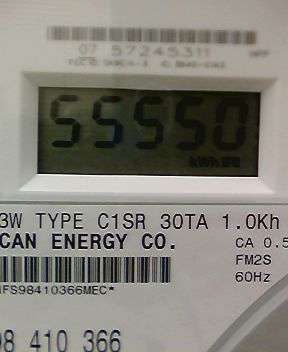 07 57245311
55550
kWh
3W TYPE C1SR 30TA 1.0Kh
CAN ENERGY CO.
CA 0.5
FM2S
60Hz
IFS98410366MEC*
98 410 366